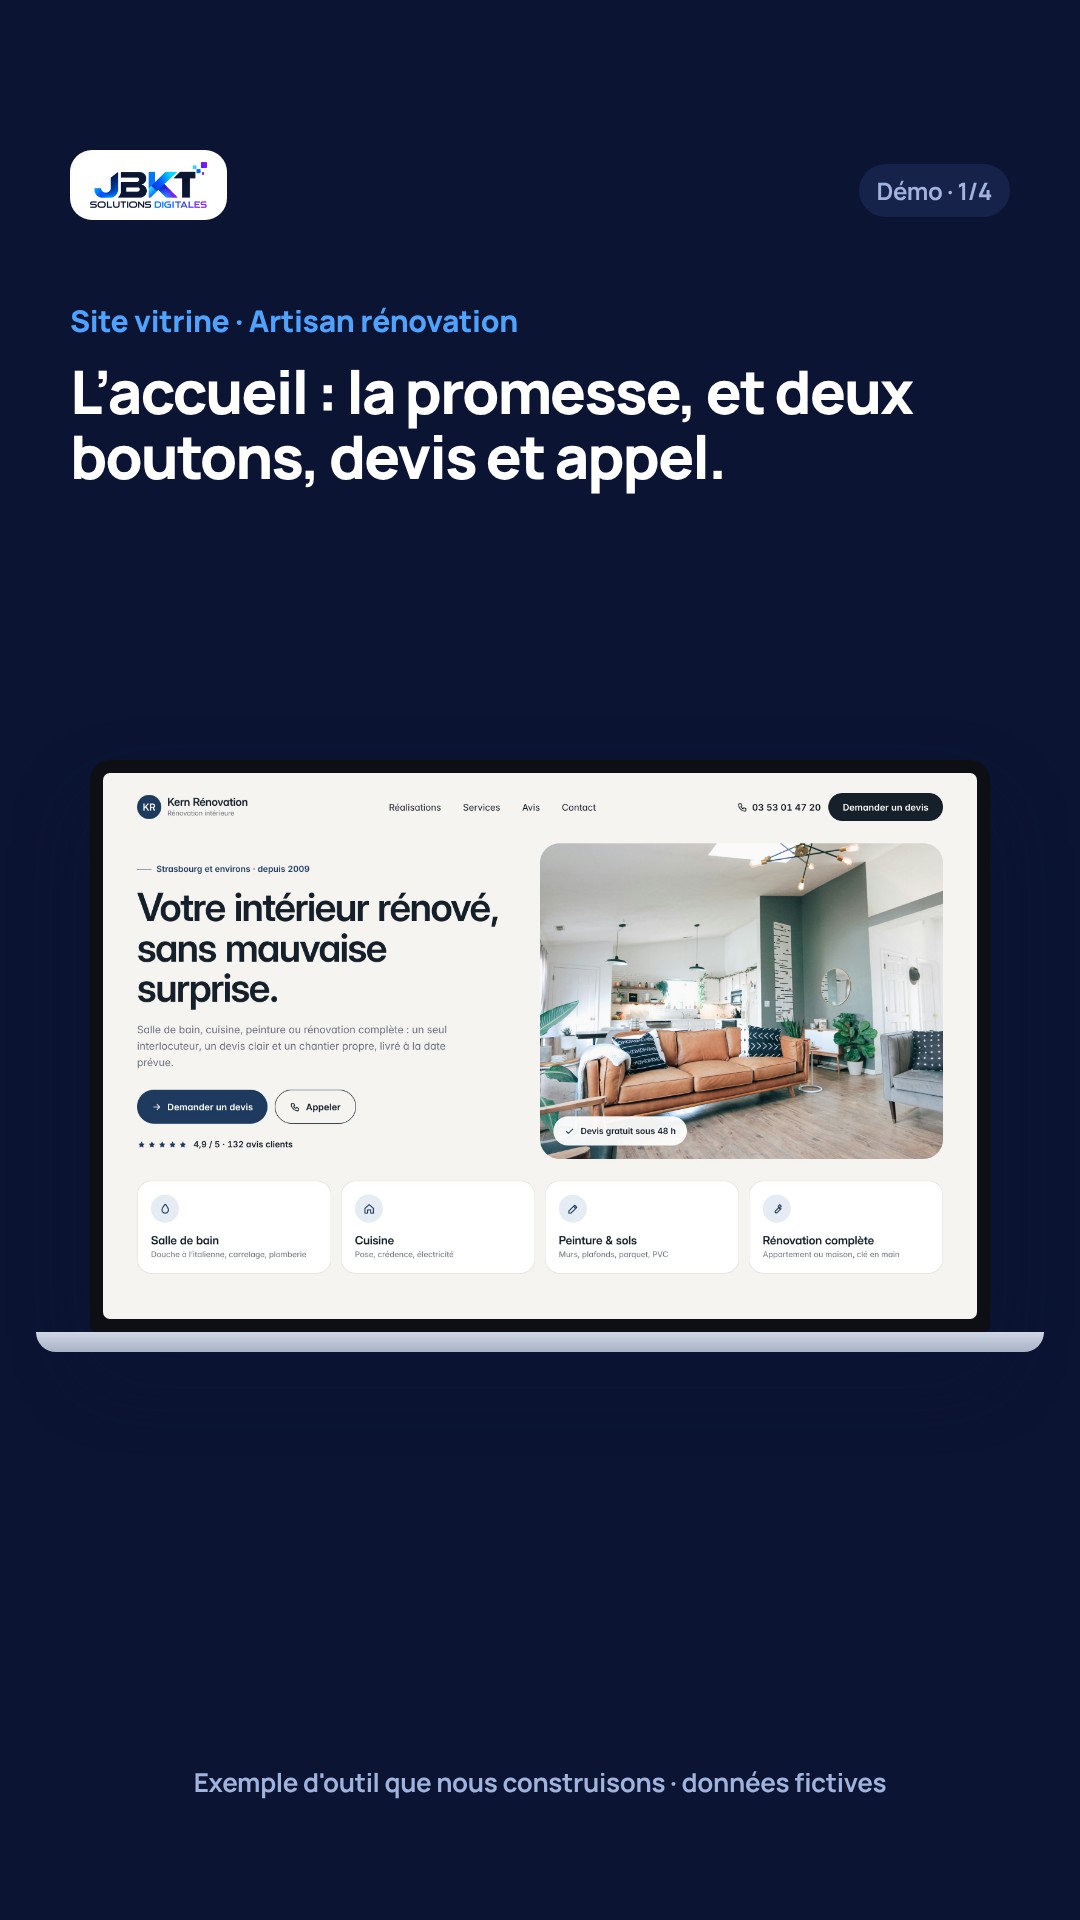 JBKT
SOLUTIONS DIGITALES
Démo · 1/4
Site vitrine · Artisan rénovation
L’accueil : la promesse, et deux
boutons, devis et appel.
KR
Kern Rénovation
Rénovation intérieure
Réalisations
Services
Avis
Contact
03 53 01 47 20
Demander un devis
Strasbourg et environs · depuis 2009
Votre intérieur rénové,
sans mauvaise
surprise.
Salle de bain, cuisine, peinture ou rénovation complète : un seul
interlocuteur, un devis clair et un chantier propre, livré à la date
prévue.
→ Demander un devis
Appeler
★★★★★ 4,9 / 5 · 132 avis clients
✓ Devis gratuit sous 48 h
Salle de bain
Douche à l’italienne, carrelage, plomberie
Cuisine
Pose, crédence, électricité
Peinture & sols
Murs, plafonds, parquet, PVC
Rénovation complète
Appartement ou maison, clé en main
Exemple d'outil que nous construisons · données fictives